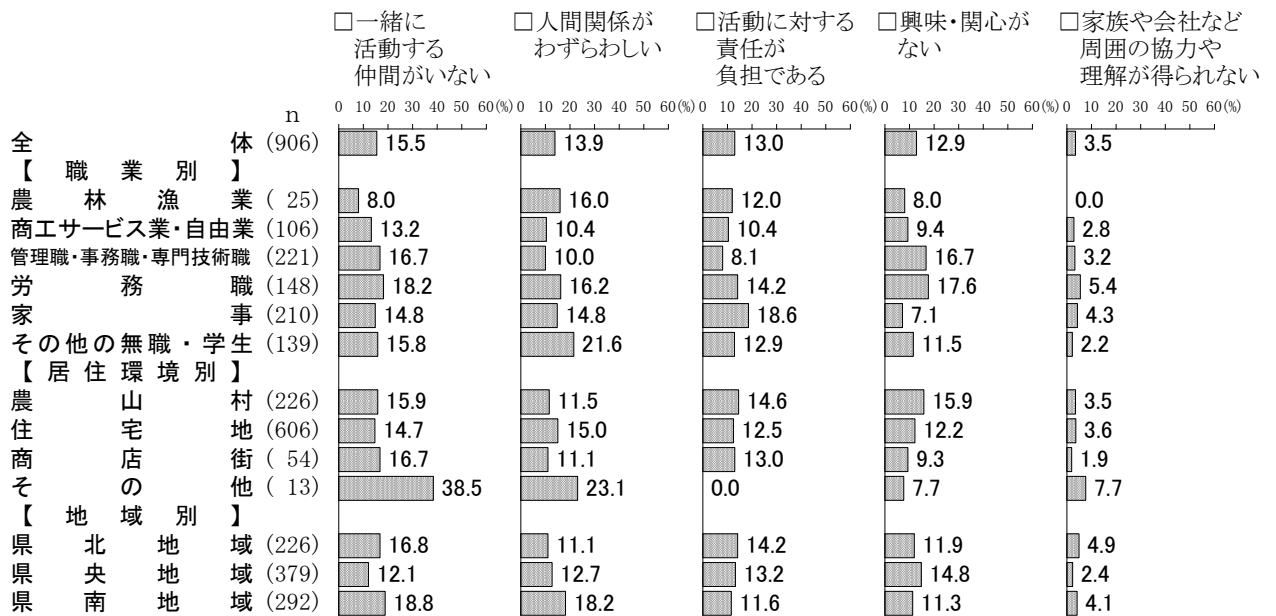 □一緒に 活動する 仲間がいない □人間関係が わずらわしい □活動に対する 責任が 負担である □興味・関心が ない □家族や会社など 周囲の協力や 理解が得られない
n 0 10 20 30 40 50 60(%) 0 10 20 30 40 50 60(%) 0 10 20 30 40 50 60(%) 0 10 20 30 40 50 60(%) 0 10 20 30 40 50 60(%)
全体 (906) 15.5 13.9 13.0 12.9 3.5
【職業別】
農林漁業 ( 25) 8.0 16.0 12.0 8.0 0.0
商工サービス業・自由業 (106) 13.2 10.4 10.4 9.4 2.8
管理職・事務職・専門技術職 (221) 16.7 10.0 8.1 16.7 3.2
労務職 (148) 18.2 16.2 14.2 17.6 5.4
家事 (210) 14.8 14.8 18.6 7.1 4.3
その他の無職・学生 (139) 15.8 21.6 12.9 11.5 2.2
【居住環境別】
農山村 (226) 15.9 11.5 14.6 15.9 3.5
住宅地 (606) 14.7 15.0 12.5 12.2 3.6
商店街 ( 54) 16.7 11.1 13.0 9.3 1.9
その他 ( 13) 38.5 23.1 0.0 7.7 7.7
【地域別】
県北地域 (226) 16.8 11.1 14.2 11.9 4.9
県央地域 (379) 12.1 12.7 13.2 14.8 2.4
県南地域 (292) 18.8 18.2 11.6 11.3 4.1